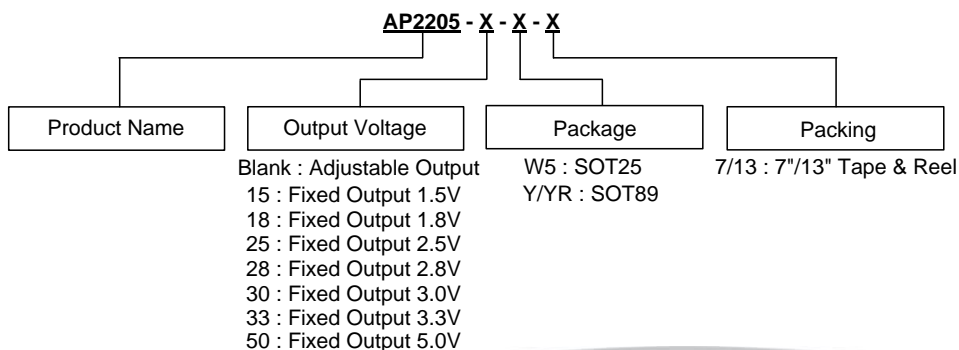 AP2205 - X - X - X
Product Name
Output Voltage
Package
Packing
Blank : Adjustable Output
15 : Fixed Output 1.5V
18 : Fixed Output 1.8V
25 : Fixed Output 2.5V
28 : Fixed Output 2.8V
30 : Fixed Output 3.0V
33 : Fixed Output 3.3V
50 : Fixed Output 5.0V
W5 : SOT25
Y/YR : SOT89
7/13 : 7"/13" Tape & Reel